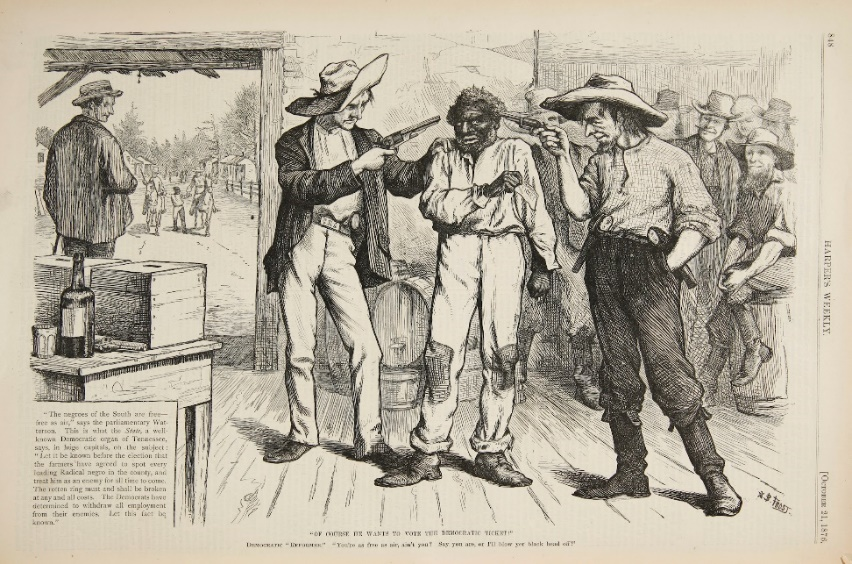 848
HARPER'S WEEKLY.
[OCTOBER 21, 1876.
"The negroes of the South are free—
free as air," says the parliamentary Wat-
terson. This is what the State, a well-
known Democratic organ of Tennessee,
says, in huge capitals, on the subject:
"Let it be known before the election that
the farmers have agreed to spot every
leading Radical negro in the county, and
treat him as an enemy for all time to come.
The rotten ring must and shall be broken
at any and all costs. The Democrats have
determined to withdraw all employment
from their enemies. Let this fact be
known."
A B FROST.
"OF COURSE HE WANTS TO VOTE THE DEMOCRATIC TICKET!"
DEMOCRATIC "REFORMER." "You're as free as air, ain't you? Say you are, or I'll blow yer black head off!"